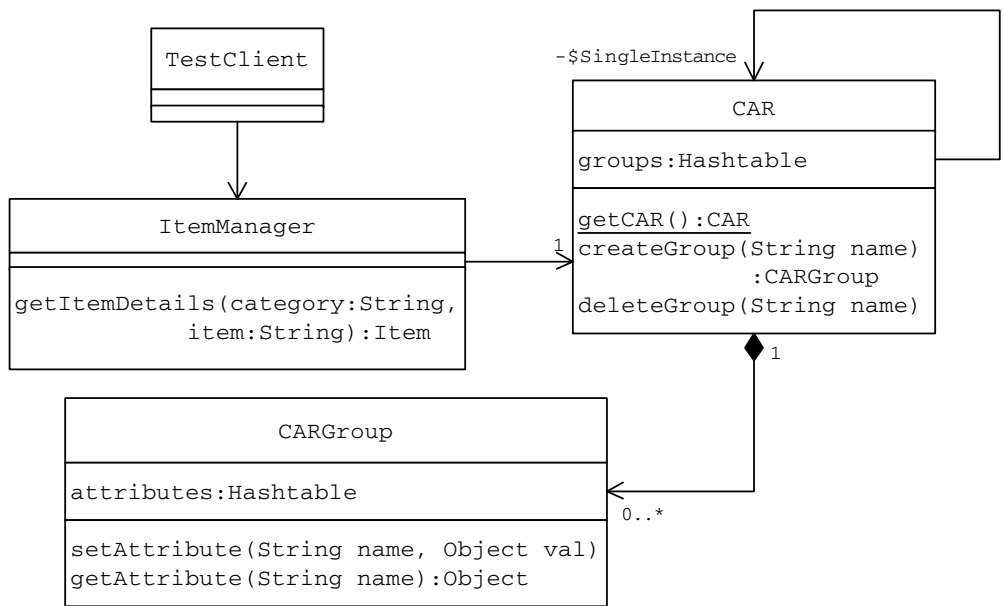 TestClient
-$SingleInstance
CAR
groups:Hashtable
getCAR():CAR
createGroup(String name)
:CARGroup
deleteGroup(String name)
1
ItemManager
getItemDetails(category:String,
item:String):Item
1
CARGroup
attributes:Hashtable
0..*
setAttribute(String name, Object val)
getAttribute(String name):Object